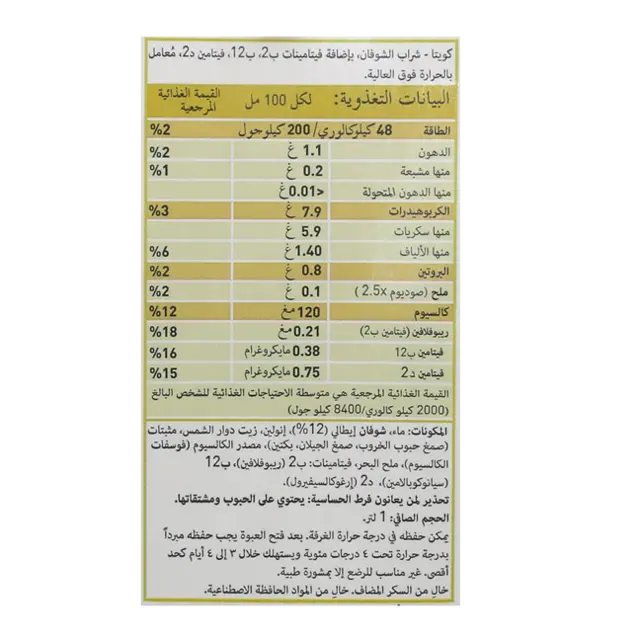 كويتا - شراب الشوفان، بإضافة فيتامينات ب2، ب12، فيتامين د2، مُعامل
بالحرارة فوق العالية.
البيانات التغذوية: لكل 100 مل القيمة الغذائية المرجعية
الطاقة 48 كيلوكالوري/ 200 كيلوجول %2
الدهون 1.1 غ %2
منها مشبعة 0.2 غ %1
منها الدهون المتحولة <0.01غ
الكربوهيدرات 7.9 غ %3
منها سكريات 5.9 غ
منها الألياف 1.40غ %6
البروتين 0.8 غ %2
ملح (صوديوم 2.5x ) 0.1 غ %2
كالسيوم 120 مغ %12
ريبوفلافين (فيتامين ب2) 0.21مغ %18
فيتامين ب12 0.38 مايكروغرام %16
فيتامين د2 0.75 مايكروغرام %15
القيمة الغذائية المرجعية هي متوسطة الاحتياجات الغذائية للشخص البالغ
(2000 كيلو كالوري/8400 كيلو جول)
المكونات: ماء، شوفان إيطالي (12%)، إنولين، زيت دوار الشمس، مثبتات
(صمغ حبوب الخروب، صمغ الجيلان، بكتين)، مصدر الكالسيوم (فوسفات
الكالسيوم)، ملح البحر، فيتامينات: ب2 (ريبوفلافين)، ب12
(سيانوكوبالامين)، د2 (إرغوكالسيفيرول).
تحذير لمن يعانون فرط الحساسية: يحتوي على الحبوب ومشتقاتها.
الحجم الصافي: 1 لتر.
يمكن حفظه في درجة حرارة الغرفة. بعد فتح العبوة يجب حفظه مبرداً
بدرجة حرارة تحت ٤ درجات مئوية ويستهلك خلال ٣ إلى ٤ أيام كحد
أقصى. غير مناسب للرضع إلا بمشورة طبية.
خالٍ من السكر المضاف. خالٍ من المواد الحافظة الاصطناعية.